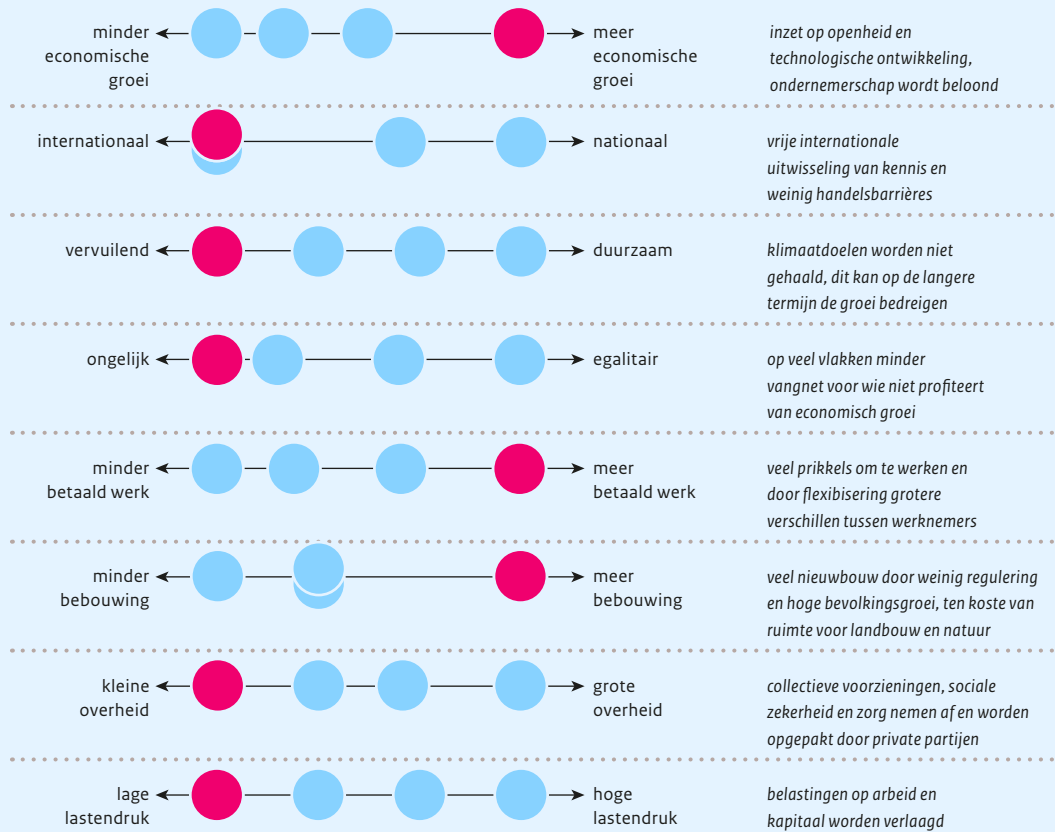 minder
economische
groei
meer
economische
groei
inzet op openheid en
technologische ontwikkeling,
ondernemerschap wordt beloond
internationaal
nationaal
vrije internationale
uitwisseling van kennis en
weinig handelsbarrières
vervuilend
duurzaam
klimaatdoelen worden niet
gehaald, dit kan op de langere
termijn de groei bedreigen
ongelijk
egalitair
op veel vlakken minder
vangnet voor wie niet profiteert
van economisch groei
minder
betaald werk
meer
betaald werk
veel prikkels om te werken en
door flexibisering grotere
verschillen tussen werknemers
minder
bebouwing
meer
bebouwing
veel nieuwbouw door weinig regulering
en hoge bevolkingsgroei, ten koste van
ruimte voor landbouw en natuur
kleine
overheid
grote
overheid
collectieve voorzieningen, sociale
zekerheid en zorg nemen af en worden
opgepakt door private partijen
lage
lastendruk
hoge
lastendruk
belastingen op arbeid en
kapitaal worden verlaagd